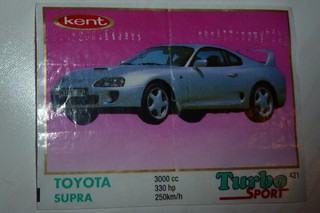 kent
TOYOTA
SUPRA
3000 cc
330 hp
250km/h
Turbo
SPORT
421